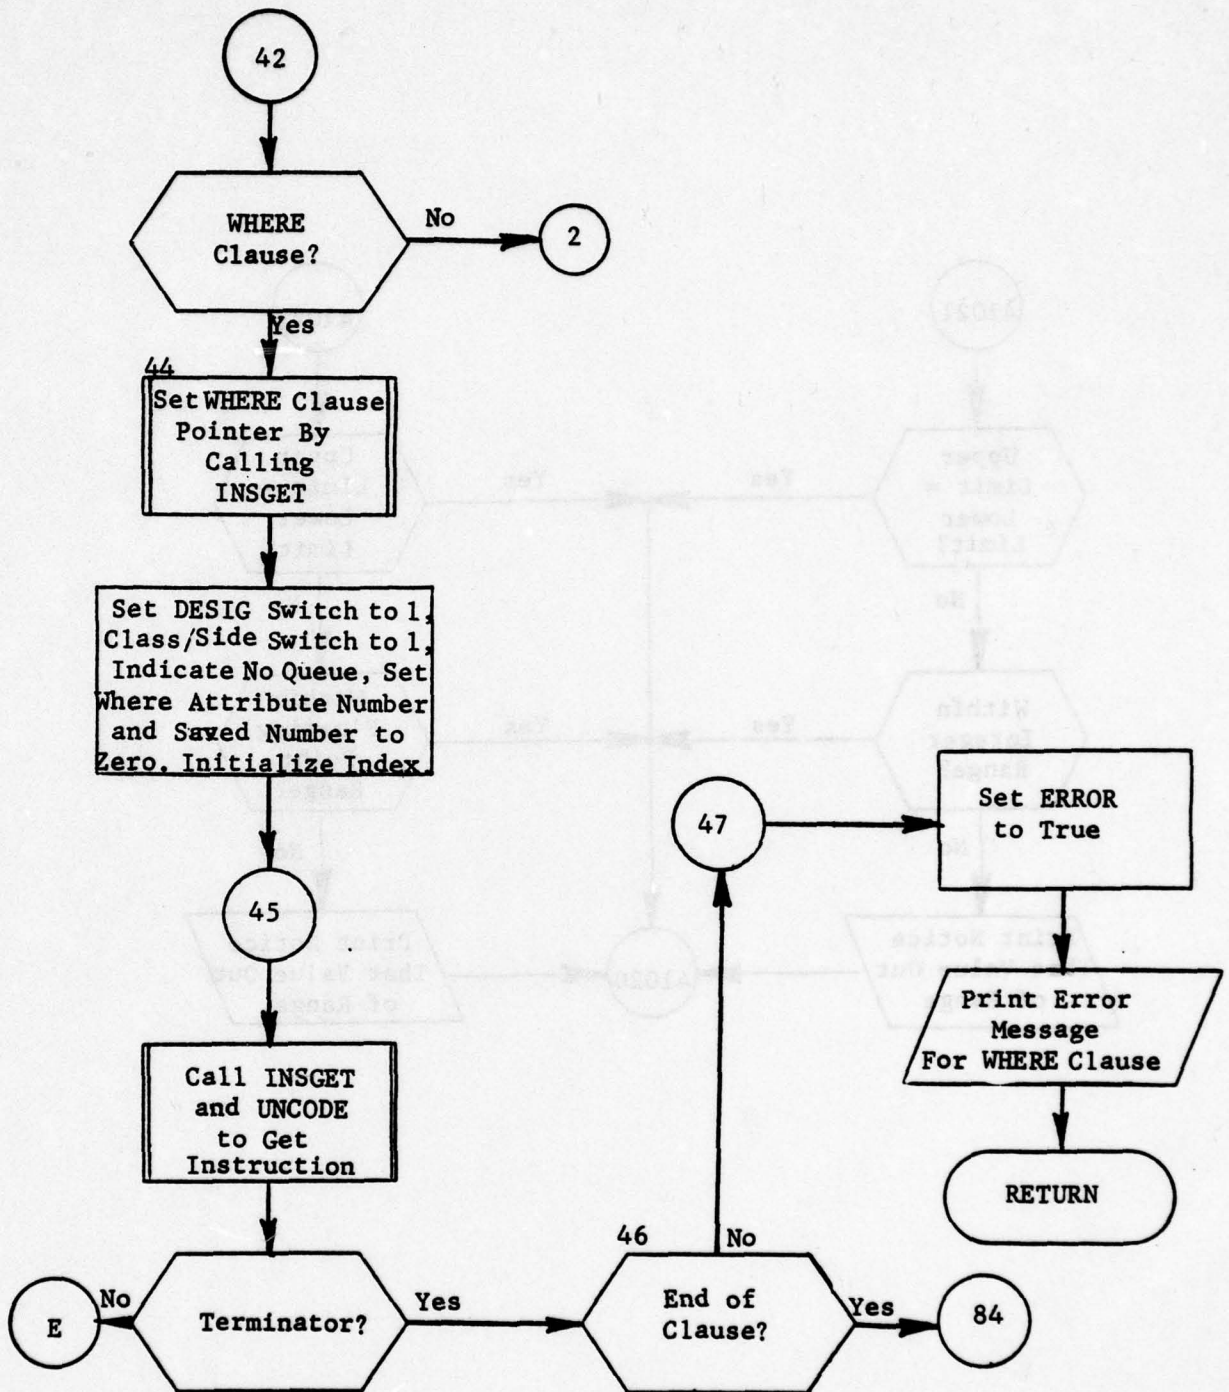 42
WHERE
Clause?
No
2
Yes
44
Set WHERE Clause
Pointer By
Calling
INSGET
Set DESIG Switch to 1,
Class/Side Switch to 1,
Indicate No Queue, Set
Where Attribute Number
and Saved Number to
Zero. Initialize Index.
45
Call INSGET
and UNCODE
to Get
Instruction
Terminator?
No
E
Yes
46
End of
Clause?
No
Yes
84
47
Set ERROR
to True
Print Error
Message
For WHERE Clause
RETURN